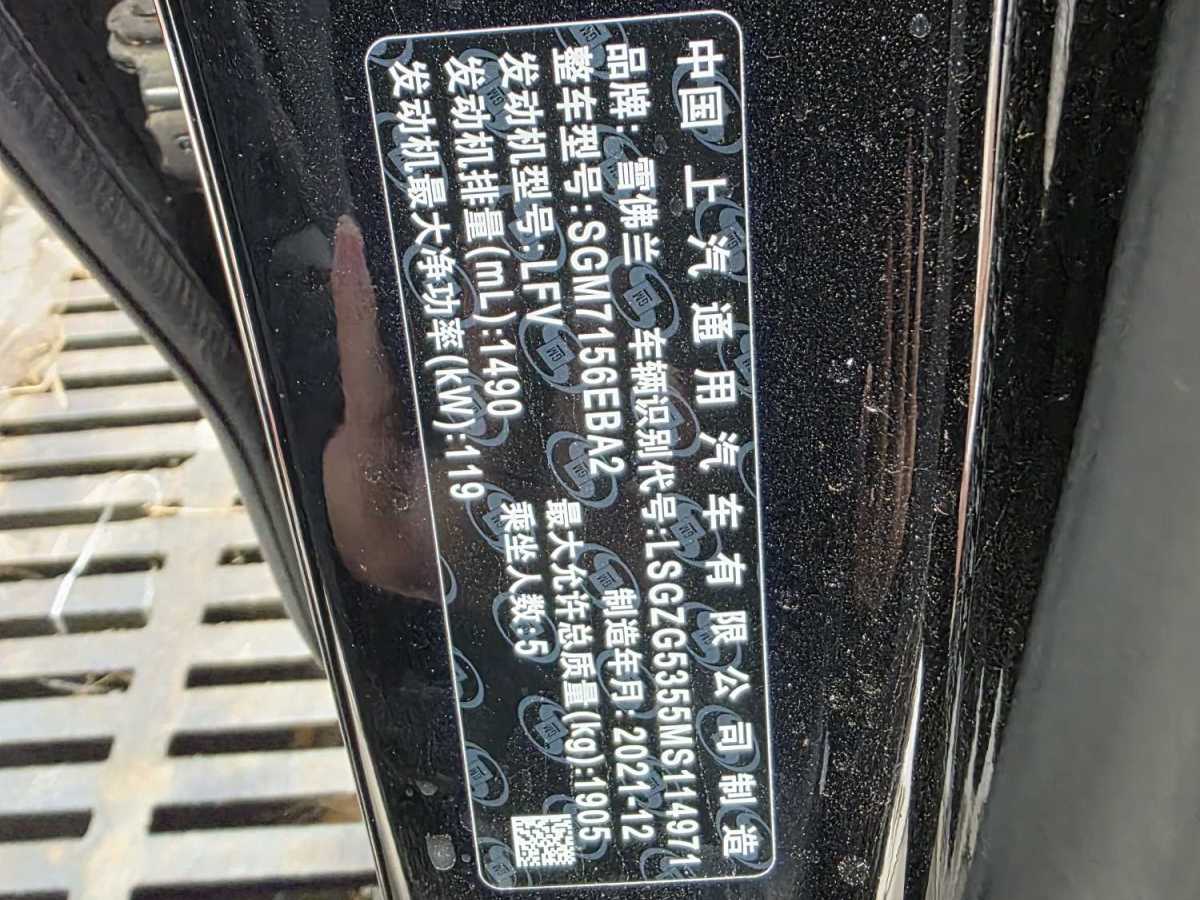 中国 上汽通用汽车有限公司制造
品牌: 雪佛兰 车辆识别代号:LSGZG5355MS114971
整车型号:SGM7156EBA2 制造年月: 2021-12
发动机型号:LFV 最大允许总质量(kg):1905
发动机排量(mL):1490 乘坐人数:5
发动机最大净功率(kW):119